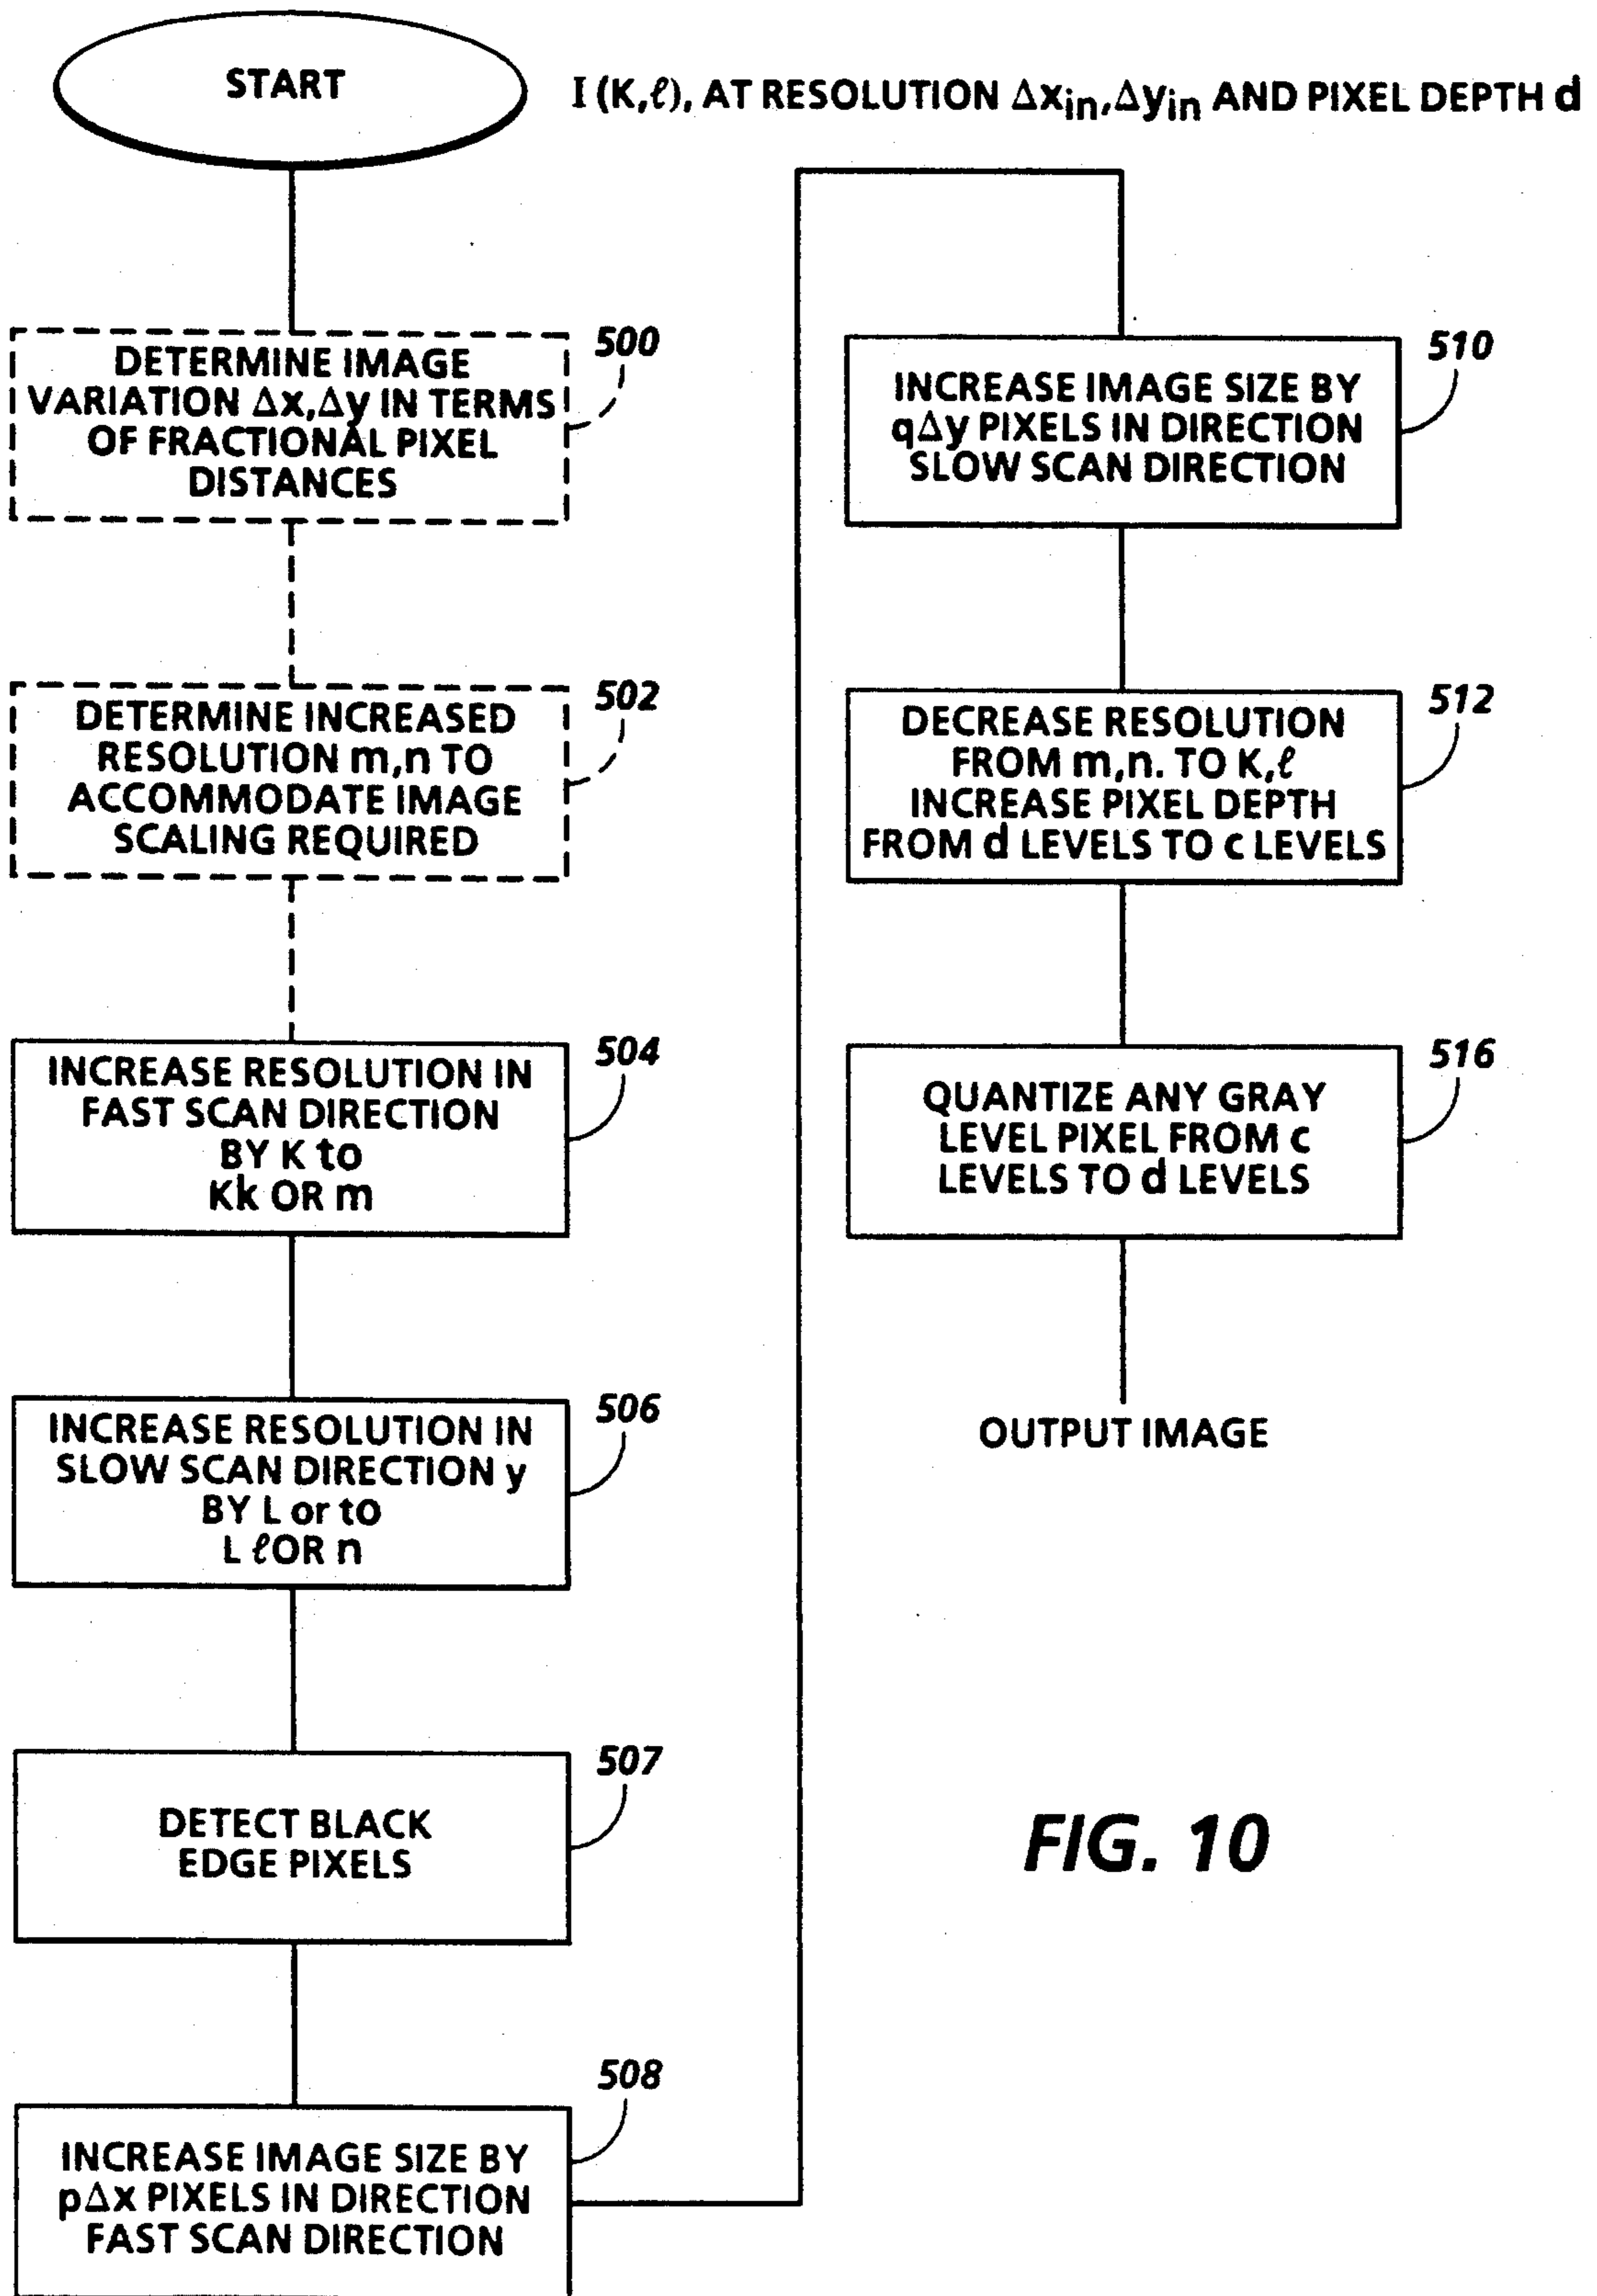 START
I (K,ℓ), AT RESOLUTION Δxin,Δyin AND PIXEL DEPTH d
500
DETERMINE IMAGE
VARIATION Δx,Δy IN TERMS
OF FRACTIONAL PIXEL
DISTANCES
502
DETERMINE INCREASED
RESOLUTION m,n TO
ACCOMMODATE IMAGE
SCALING REQUIRED
504
INCREASE RESOLUTION IN
FAST SCAN DIRECTION
BY K to
Kk OR m
506
INCREASE RESOLUTION IN
SLOW SCAN DIRECTION y
BY L or to
L ℓOR n
507
DETECT BLACK
EDGE PIXELS
508
INCREASE IMAGE SIZE BY
pΔx PIXELS IN DIRECTION
FAST SCAN DIRECTION
510
INCREASE IMAGE SIZE BY
qΔy PIXELS IN DIRECTION
SLOW SCAN DIRECTION
512
DECREASE RESOLUTION
FROM m,n. TO K,ℓ
INCREASE PIXEL DEPTH
FROM d LEVELS TO c LEVELS
516
QUANTIZE ANY GRAY
LEVEL PIXEL FROM c
LEVELS TO d LEVELS
OUTPUT IMAGE
FIG. 10